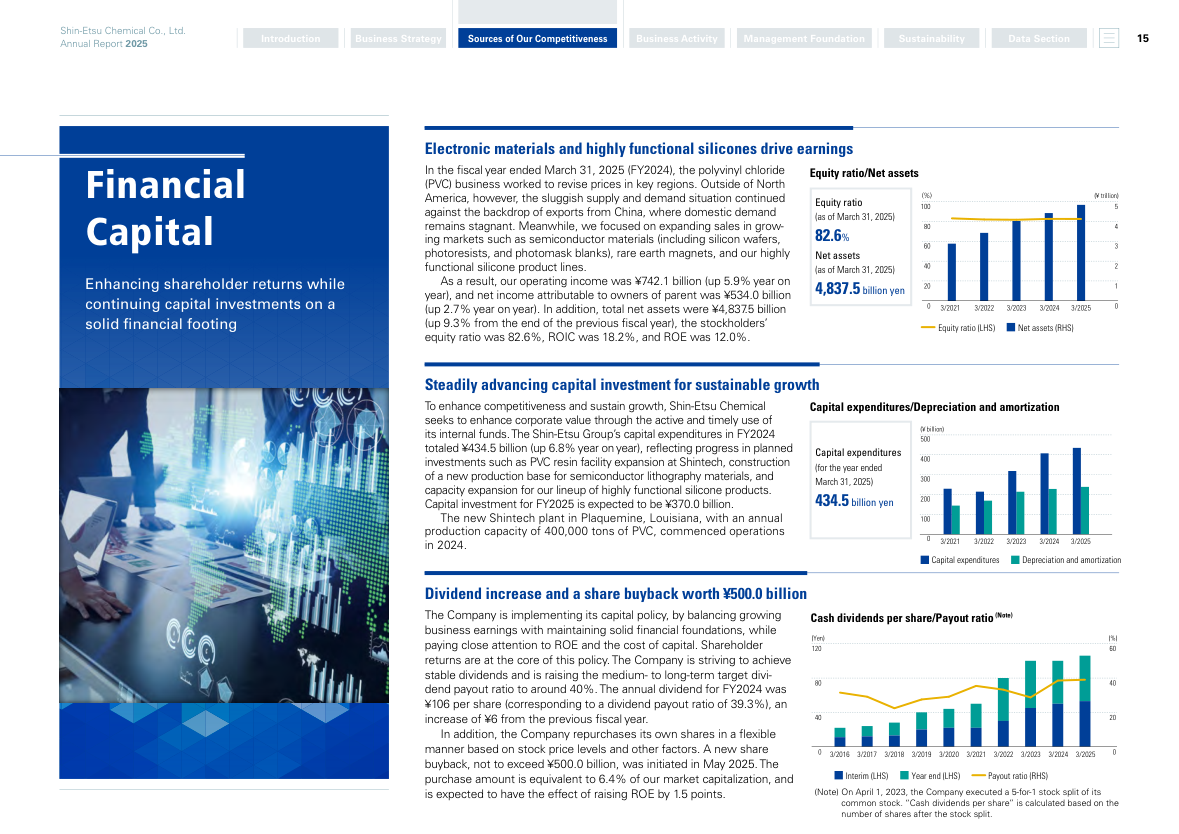 Shin-Etsu Chemical Co., Ltd.
Annual Report 2025
Introduction
Business Strategy
Sources of Our Competitiveness
Business Activity
Management Foundation
Sustainability
Data Section
15
Financial
Capital
Enhancing shareholder returns while
continuing capital investments on a
solid financial footing
Electronic materials and highly functional silicones drive earnings
In the fiscal year ended March 31, 2025 (FY2024), the polyvinyl chloride
(PVC) business worked to revise prices in key regions. Outside of North
America, however, the sluggish supply and demand situation continued
against the backdrop of exports from China, where domestic demand
remains stagnant. Meanwhile, we focused on expanding sales in grow-
ing markets such as semiconductor materials (including silicon wafers,
photoresists, and photomask blanks), rare earth magnets, and our highly
functional silicone product lines.
As a result, our operating income was ¥742.1 billion (up 5.9% year on
year), and net income attributable to owners of parent was ¥534.0 billion
(up 2.7% year on year). In addition, total net assets were ¥4,837.5 billion
(up 9.3% from the end of the previous fiscal year), the stockholders'
equity ratio was 82.6%, ROIC was 18.2%, and ROE was 12.0%.
Equity ratio/Net assets
Equity ratio
(as of March 31, 2025)
82.6%
Net assets
(as of March 31, 2025)
4,837.5 billion yen
(%)
(¥ trillion)
100
5
80
4
60
3
40
2
20
1
0
0
3/2021
3/2022
3/2023
3/2024
3/2025
Equity ratio (LHS)
Net assets (RHS)
Steadily advancing capital investment for sustainable growth
To enhance competitiveness and sustain growth, Shin-Etsu Chemical
seeks to enhance corporate value through the active and timely use of
its internal funds. The Shin-Etsu Group's capital expenditures in FY2024
totaled ¥434.5 billion (up 6.8% year on year), reflecting progress in planned
investments such as PVC resin facility expansion at Shintech, construction
of a new production base for semiconductor lithography materials, and
capacity expansion for our lineup of highly functional silicone products.
Capital investment for FY2025 is expected to be ¥370.0 billion.
The new Shintech plant in Plaquemine, Louisiana, with an annual
production capacity of 400,000 tons of PVC, commenced operations
in 2024.
Capital expenditures/Depreciation and amortization
Capital expenditures
(for the year ended
March 31, 2025)
434.5 billion yen
(¥ billion)
500
400
300
200
100
0
3/2021
3/2022
3/2023
3/2024
3/2025
Capital expenditures
Depreciation and amortization
Dividend increase and a share buyback worth ¥500.0 billion
The Company is implementing its capital policy, by balancing growing
business earnings with maintaining solid financial foundations, while
paying close attention to ROE and the cost of capital. Shareholder
returns are at the core of this policy. The Company is striving to achieve
stable dividends and is raising the medium- to long-term target divi-
dend payout ratio to around 40%. The annual dividend for FY2024 was
¥106 per share (corresponding to a dividend payout ratio of 39.3%), an
increase of ¥6 from the previous fiscal year.
In addition, the Company repurchases its own shares in a flexible
manner based on stock price levels and other factors. A new share
buyback, not to exceed ¥500.0 billion, was initiated in May 2025. The
purchase amount is equivalent to 6.4% of our market capitalization, and
is expected to have the effect of raising ROE by 1.5 points.
Cash dividends per share/Payout ratio (Note)
(Yen)
(%)
120
60
80
40
40
20
0
0
3/2016
3/2017
3/2018
3/2019
3/2020
3/2021
3/2022
3/2023
3/2024
3/2025
Interim (LHS)
Year end (LHS)
Payout ratio (RHS)
(Note) On April 1, 2023, the Company executed a 5-for-1 stock split of its
common stock. "Cash dividends per share" is calculated based on the
number of shares after the stock split.